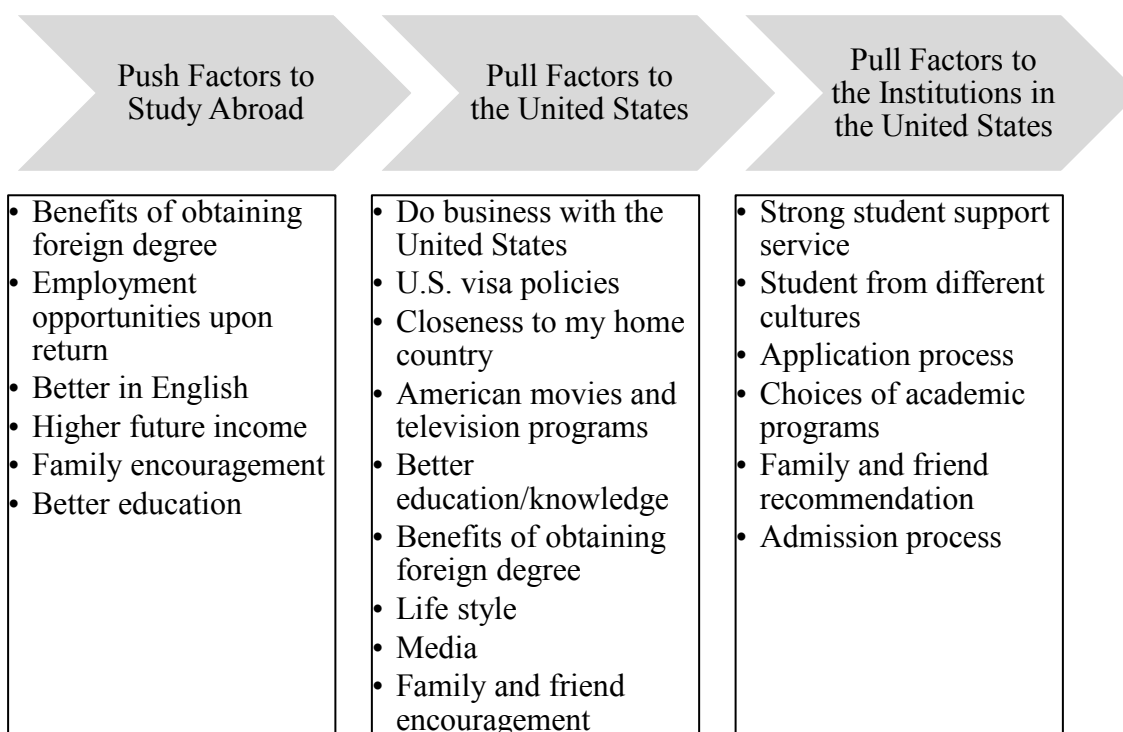 Push Factors to
Study Abroad
Pull Factors to
the United States
Pull Factors to
the Institutions in
the United States
• Benefits of obtaining
foreign degree
• Employment
opportunities upon
return
• Better in English
• Higher future income
• Family encouragement
• Better education
• Do business with the
United States
• U.S. visa policies
• Closeness to my home
country
• American movies and
television programs
• Better
education/knowledge
• Benefits of obtaining
foreign degree
• Life style
• Media
• Family and friend
encouragement
• Strong student support
service
• Student from different
cultures
• Application process
• Choices of academic
programs
• Family and friend
recommendation
• Admission process